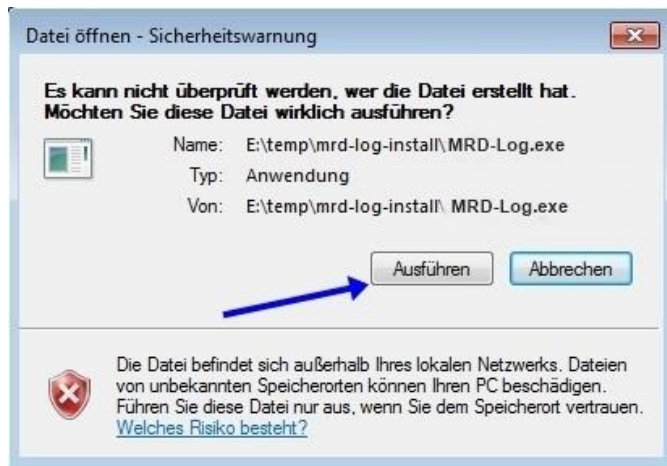 Datei öffnen - Sicherheitswarnung
Es kann nicht überprüft werden, wer die Datei erstellt hat.
Möchten Sie diese Datei wirklich ausführen?
Name: E:\temp\mrd-log-install\MRD-Log.exe
Typ: Anwendung
Von: E:\temp\mrd-log-install\ MRD-Log.exe
Ausführen Abbrechen
Die Datei befindet sich außerhalb Ihres lokalen Netzwerks. Dateien
von unbekannten Speicherorten können Ihren PC beschädigen.
Führen Sie diese Datei nur aus, wenn Sie dem Speicherort vertrauen.
Welches Risiko besteht?